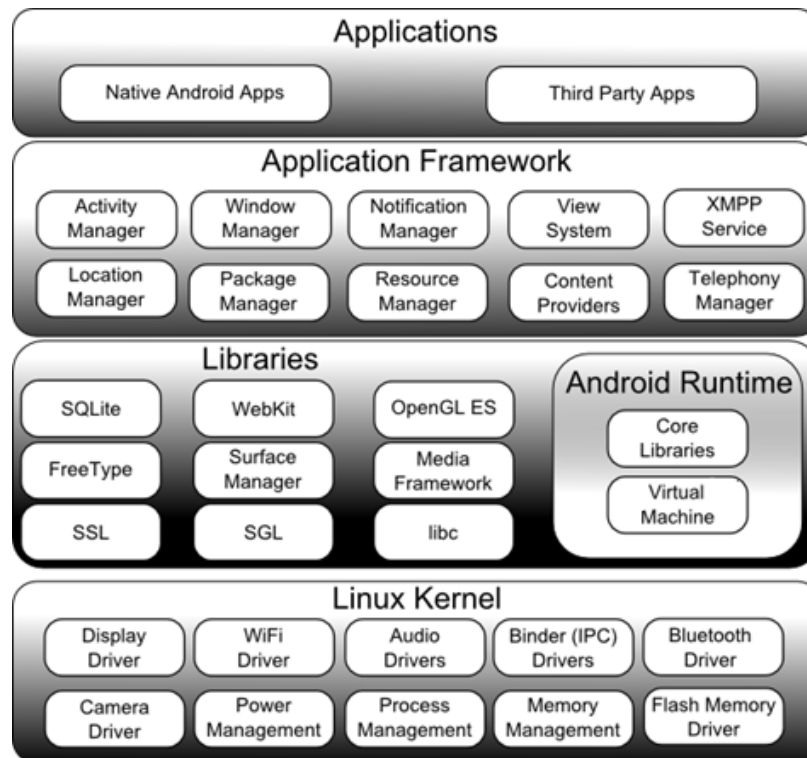 Applications
Native Android Apps
Third Party Apps
Application Framework
Activity
Manager
Window
Manager
Notification
Manager
View
System
XMPP
Service
Location
Manager
Package
Manager
Resource
Manager
Content
Providers
Telephony
Manager
Libraries
SQLite
WebKit
OpenGL ES
FreeType
Surface
Manager
Media
Framework
SSL
SGL
libc
Android Runtime
Core
Libraries
Virtual
Machine
Linux Kernel
Display
Driver
WiFi
Driver
Audio
Drivers
Binder (IPC)
Drivers
Bluetooth
Driver
Camera
Driver
Power
Management
Process
Management
Memory
Management
Flash Memory
Driver